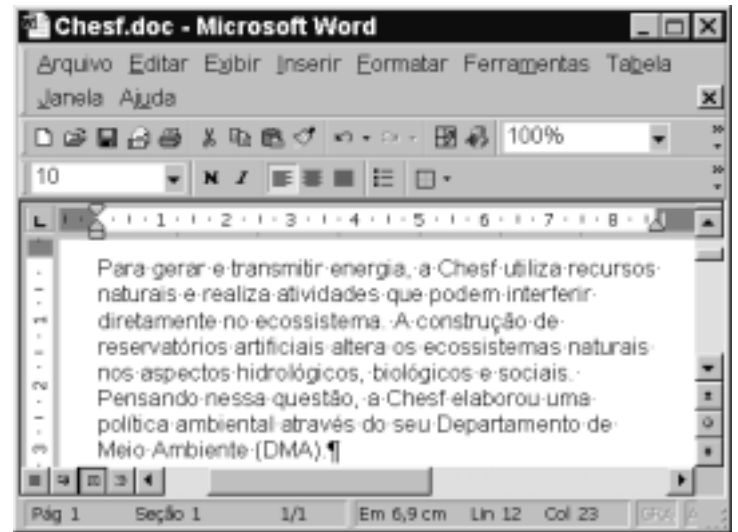 Chesf.doc - Microsoft Word
Arquivo Editar Exibir Inserir Formatar Ferramentas Tabela
Janela Ajuda
100%
10
N I
1 2 3 4 5 6 7 8
Para gerar e transmitir energia, a Chesf utiliza recursos
naturais e realiza atividades que podem interferir
diretamente no ecossistema. A construção de
reservatórios artificiais altera os ecossistemas naturais
nos aspectos hidrológicos, biológicos e sociais.
Pensando nessa questão, a Chesf elaborou uma
política ambiental através do seu Departamento de
Meio Ambiente (DMA).¶
1
2
3
Pág 1 Seção 1 1/1 Em 6,9 cm Lin 12 Col 23 GRA A